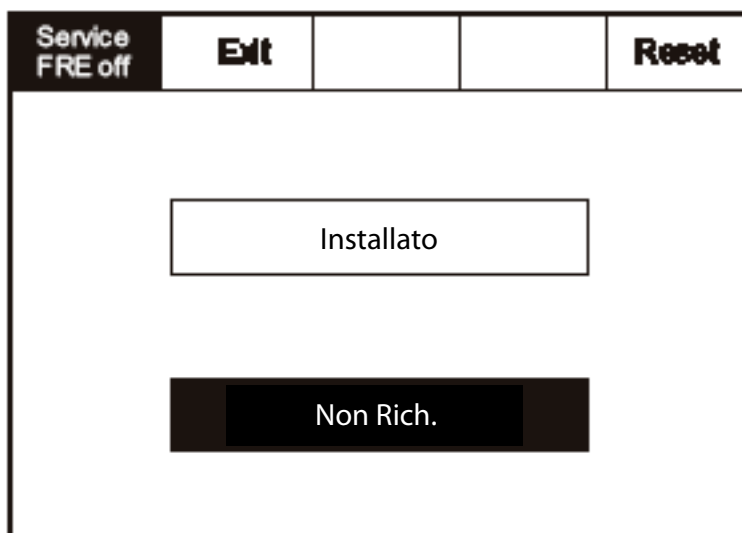 Service
FRE off
Exit
Reset
Installato
Non Rich.